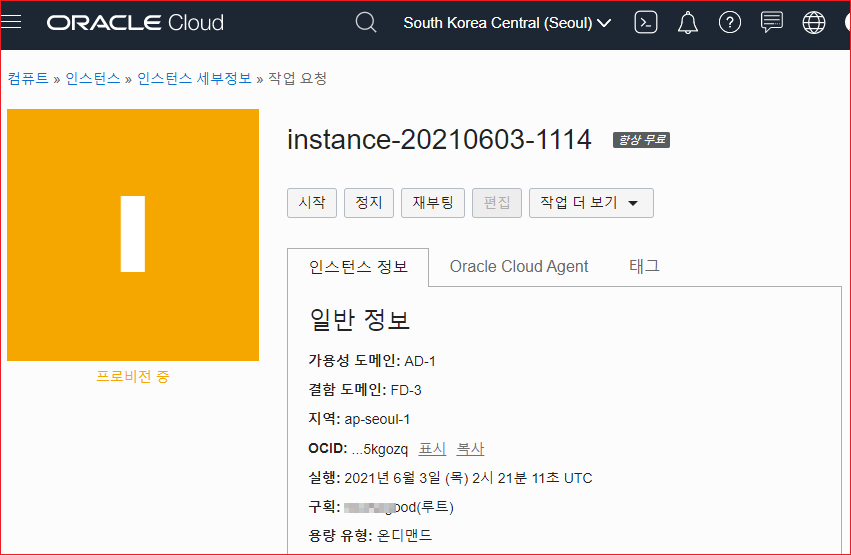 ORACLE Cloud South Korea Central (Seoul)
컴퓨트 » 인스턴스 » 인스턴스 세부정보 » 작업 요청
instance-20210603-1114 항상 무료
시작 정지 재부팅 편집 작업 더 보기
프로비전 중
인스턴스 정보 Oracle Cloud Agent 태그
일반 정보
가용성 도메인: AD-1
결함 도메인: FD-3
지역: ap-seoul-1
OCID: ...5kgozq 표시 복사
실행: 2021년 6월 3일 (목) 2시 21분 11초 UTC
구획: ood(루트)
용량 유형: 온디맨드